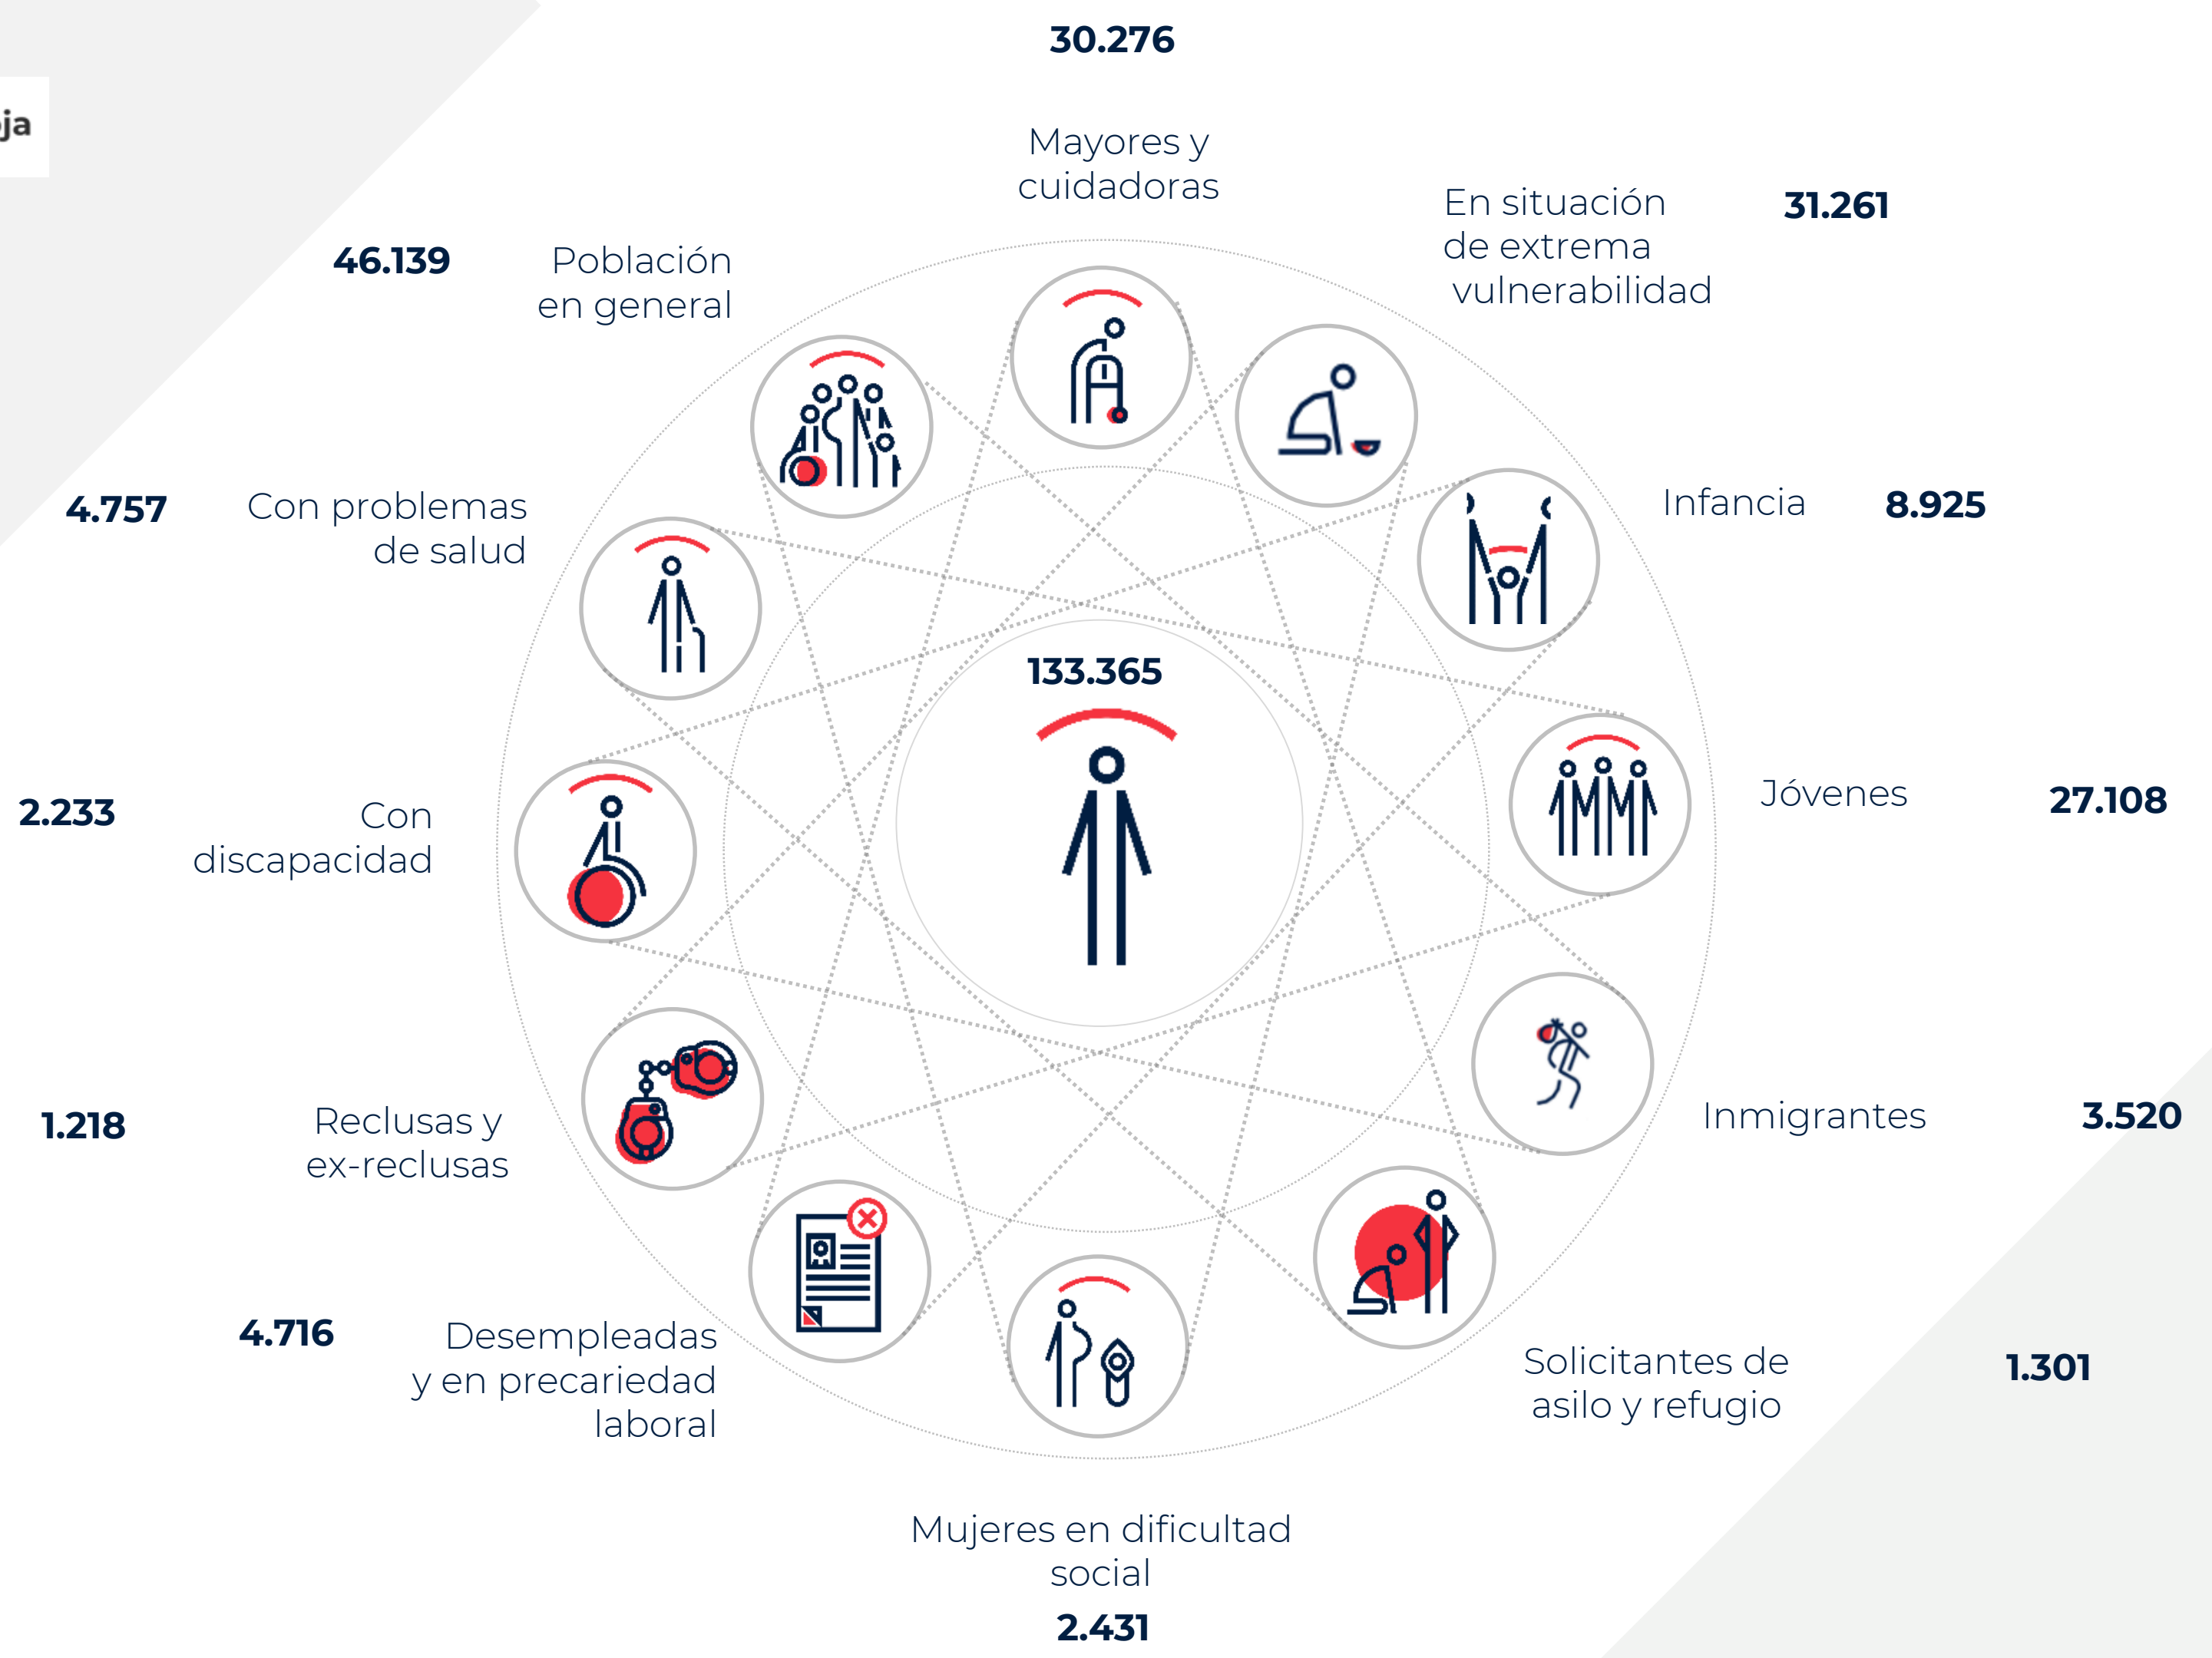 30.276
Mayores y
cuidadoras
En situación
de extrema
vulnerabilidad
31.261
46.139
Población
en general
Infancia
8.925
4.757
Con problemas
de salud
133.365
Jóvenes
27.108
2.233
Con
discapacidad
Inmigrantes
3.520
1.218
Reclusas y
ex-reclusas
4.716
Desempleadas
y en precariedad
laboral
Solicitantes de
asilo y refugio
1.301
Mujeres en dificultad
social
2.431